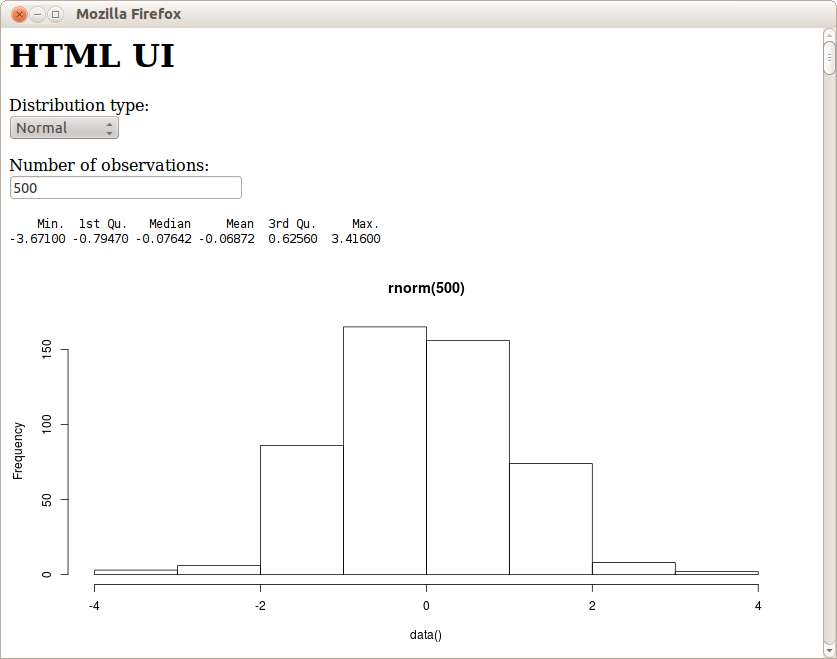 Mozilla Firefox
HTML UI
Distribution type:
Normal
Number of observations:
500
Min. 1st Qu. Median Mean 3rd Qu. Max.
-3.67100 -0.79470 -0.07642 -0.06872 0.62560 3.41600
rnorm(500)
Frequency
150
100
50
0
-4 -2 0 2 4
data()